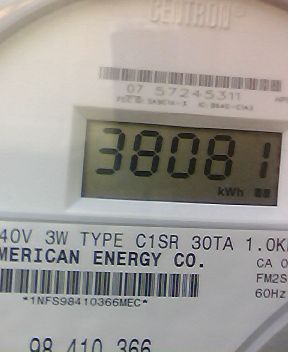 CENTRON®
07 57245311
38081
kWh
40V 3W TYPE C1SR 30TA 1.0K
MERICAN ENERGY CO.
CA 0
FM2S
60Hz
*1NFS98410366MEC*
98 410 366